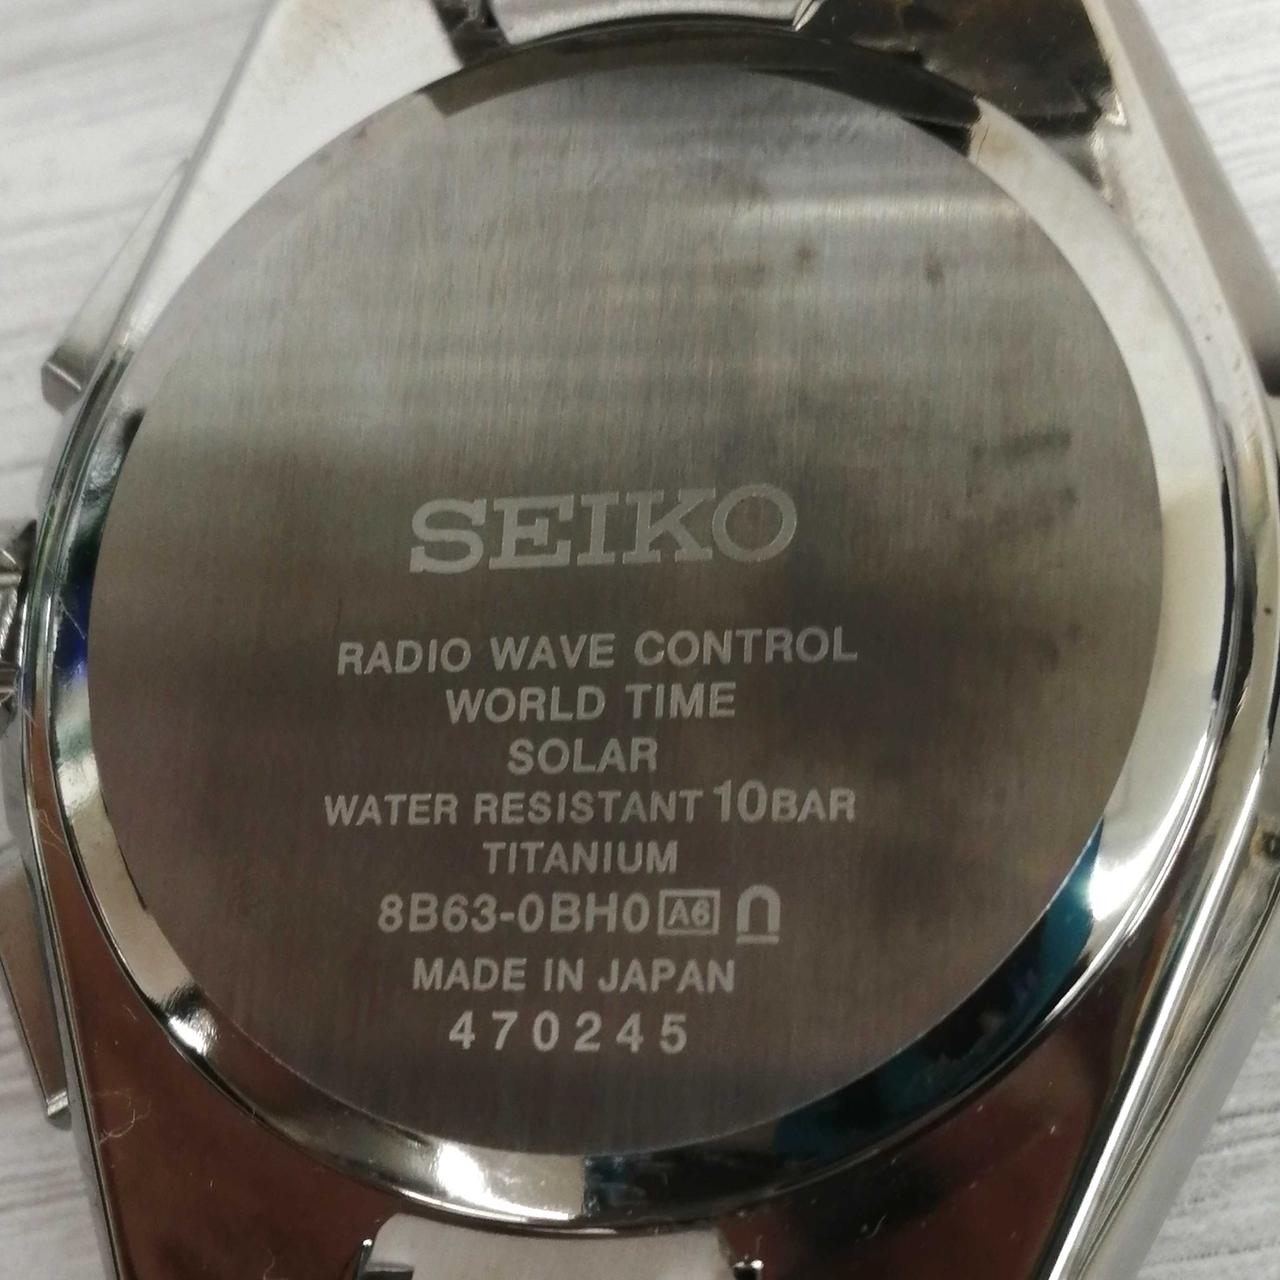 SEIKO
RADIO WAVE CONTROL
WORLD TIME
SOLAR
WATER RESISTANT 10BAR
TITANIUM
8B63-0BH0 A6
MADE IN JAPAN
470245